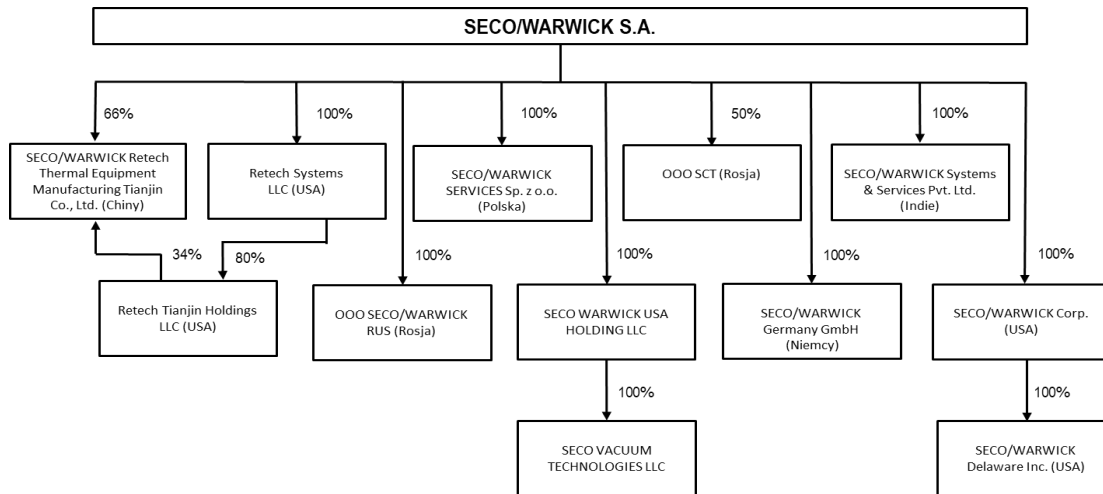 SECO/WARWICK S.A.
66%
100%
100%
50%
100%
SECO/WARWICK Retech
Thermal Equipment
Manufacturing Tianjin
Co., Ltd. (Chiny)
Retech Systems
LLC (USA)
SECO/WARWICK
SERVICES Sp. z o.o.
(Polska)
OOO SCT (Rosja)
SECO/WARWICK Systems
& Services Pvt. Ltd.
(Indie)
34%
80%
100%
100%
100%
100%
Retech Tianjin Holdings
LLC (USA)
OOO SECO/WARWICK
RUS (Rosja)
SECO WARWICK USA
HOLDING LLC
SECO/WARWICK
Germany GmbH
(Niemcy)
SECO/WARWICK Corp.
(USA)
100%
100%
SECO VACUUM
TECHNOLOGIES LLC
SECO/WARWICK
Delaware Inc. (USA)